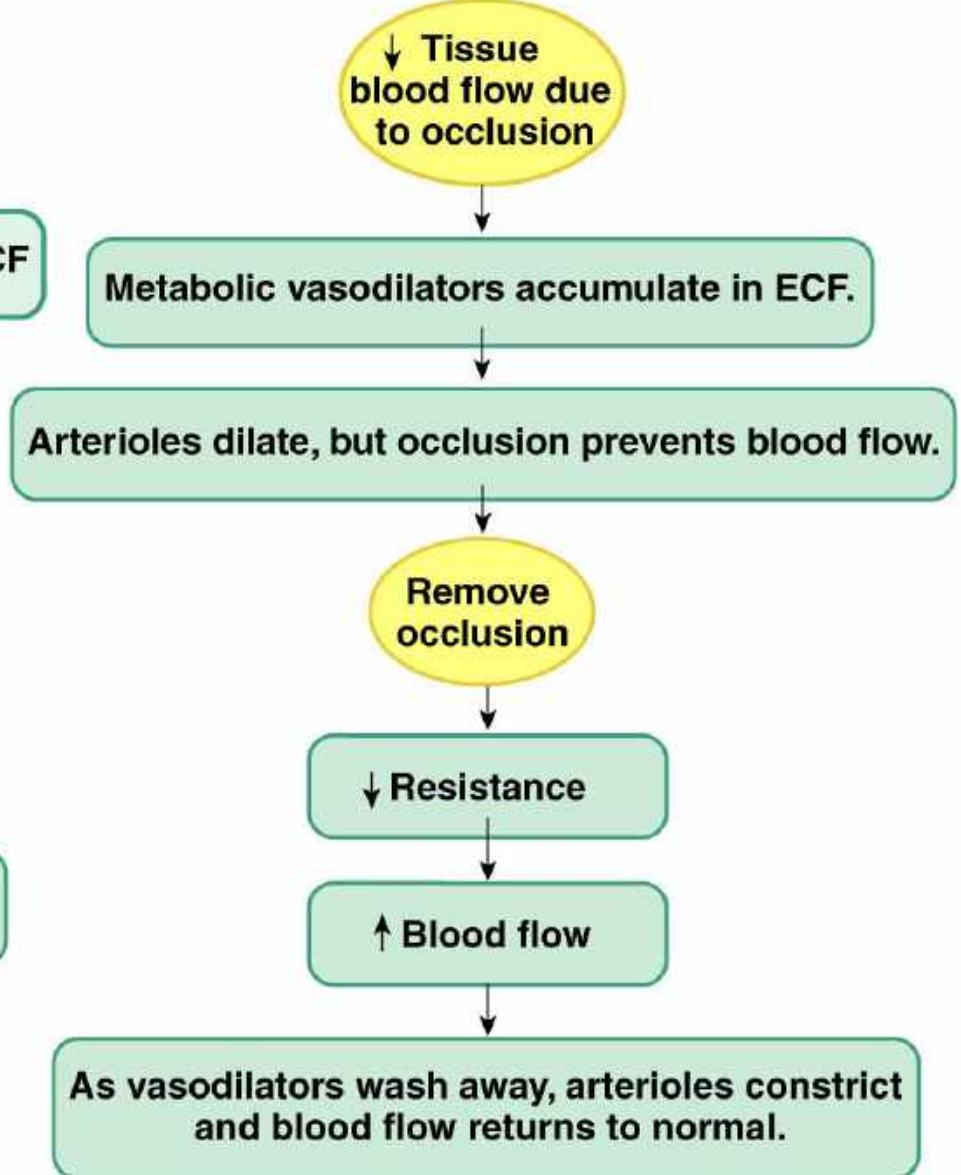 ↓ Tissue
blood flow due
to occlusion
CF
Metabolic vasodilators accumulate in ECF.
Arterioles dilate, but occlusion prevents blood flow.
Remove
occlusion
↓ Resistance
↑ Blood flow
As vasodilators wash away, arterioles constrict
and blood flow returns to normal.